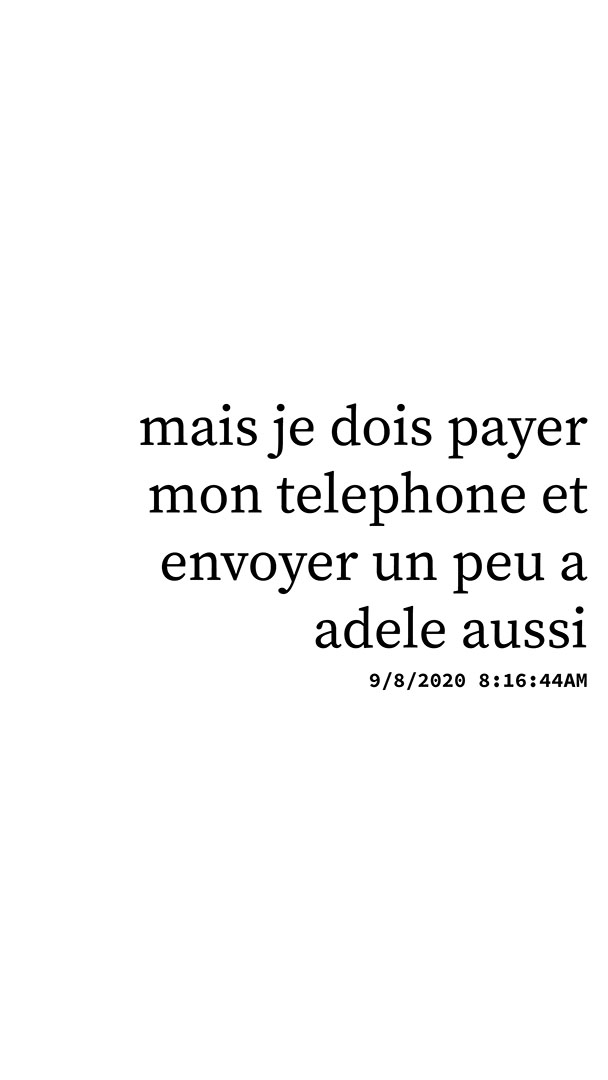 mais je dois payer
mon telephone et
envoyer un peu a
adele aussi
9/8/2020 8:16:44AM